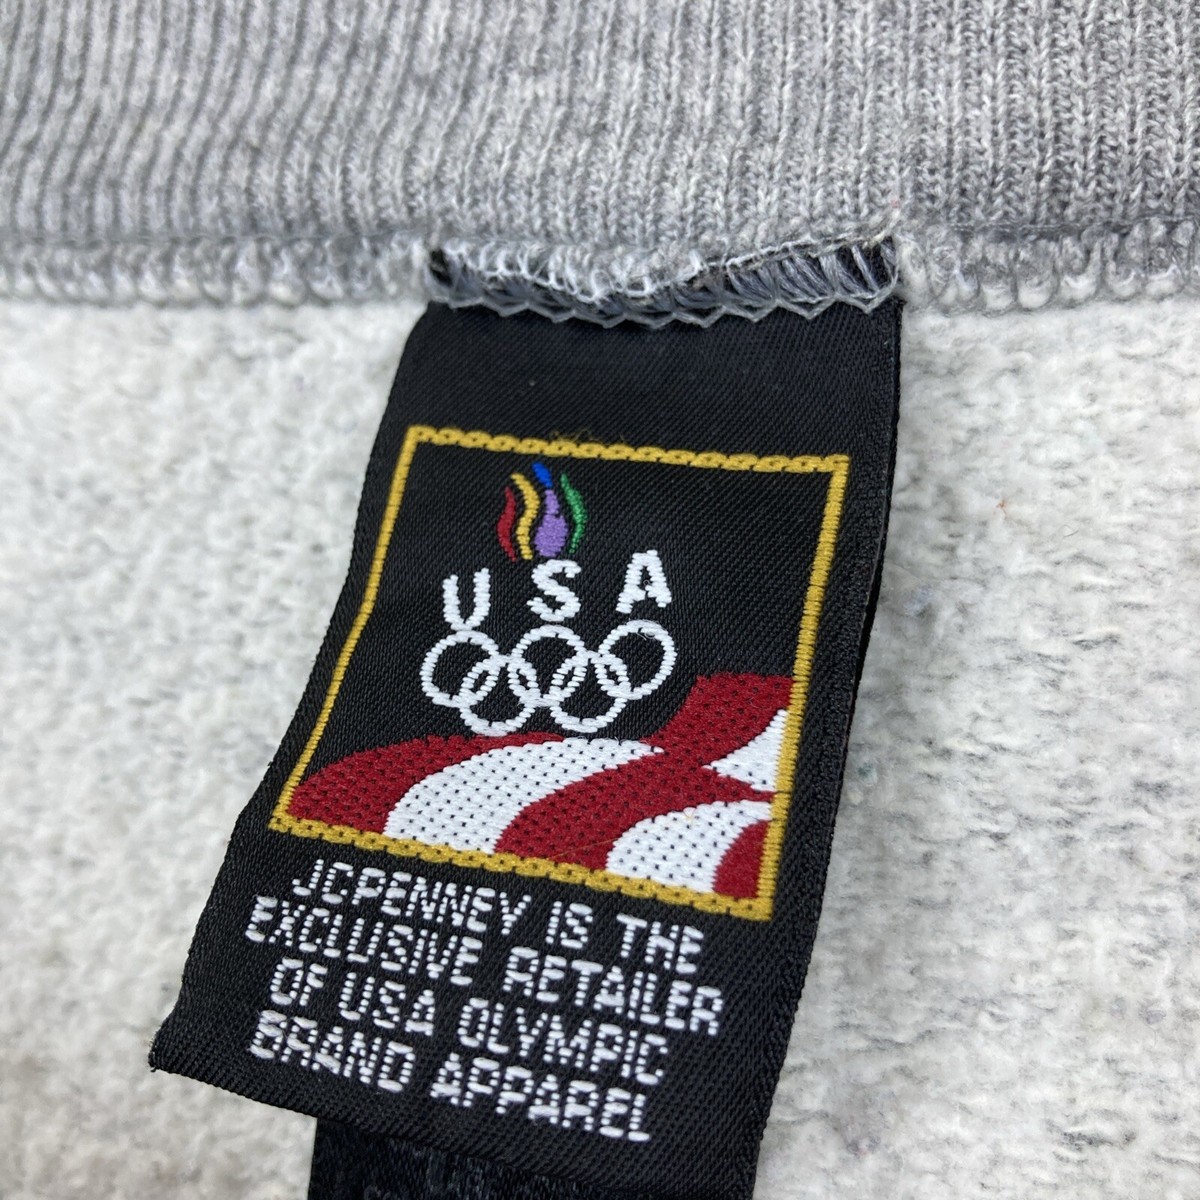 USA
JCPENNEY IS THE
EXCLUSIVE RETAILER
OF USA OLYMPIC
BRAND APPAREL